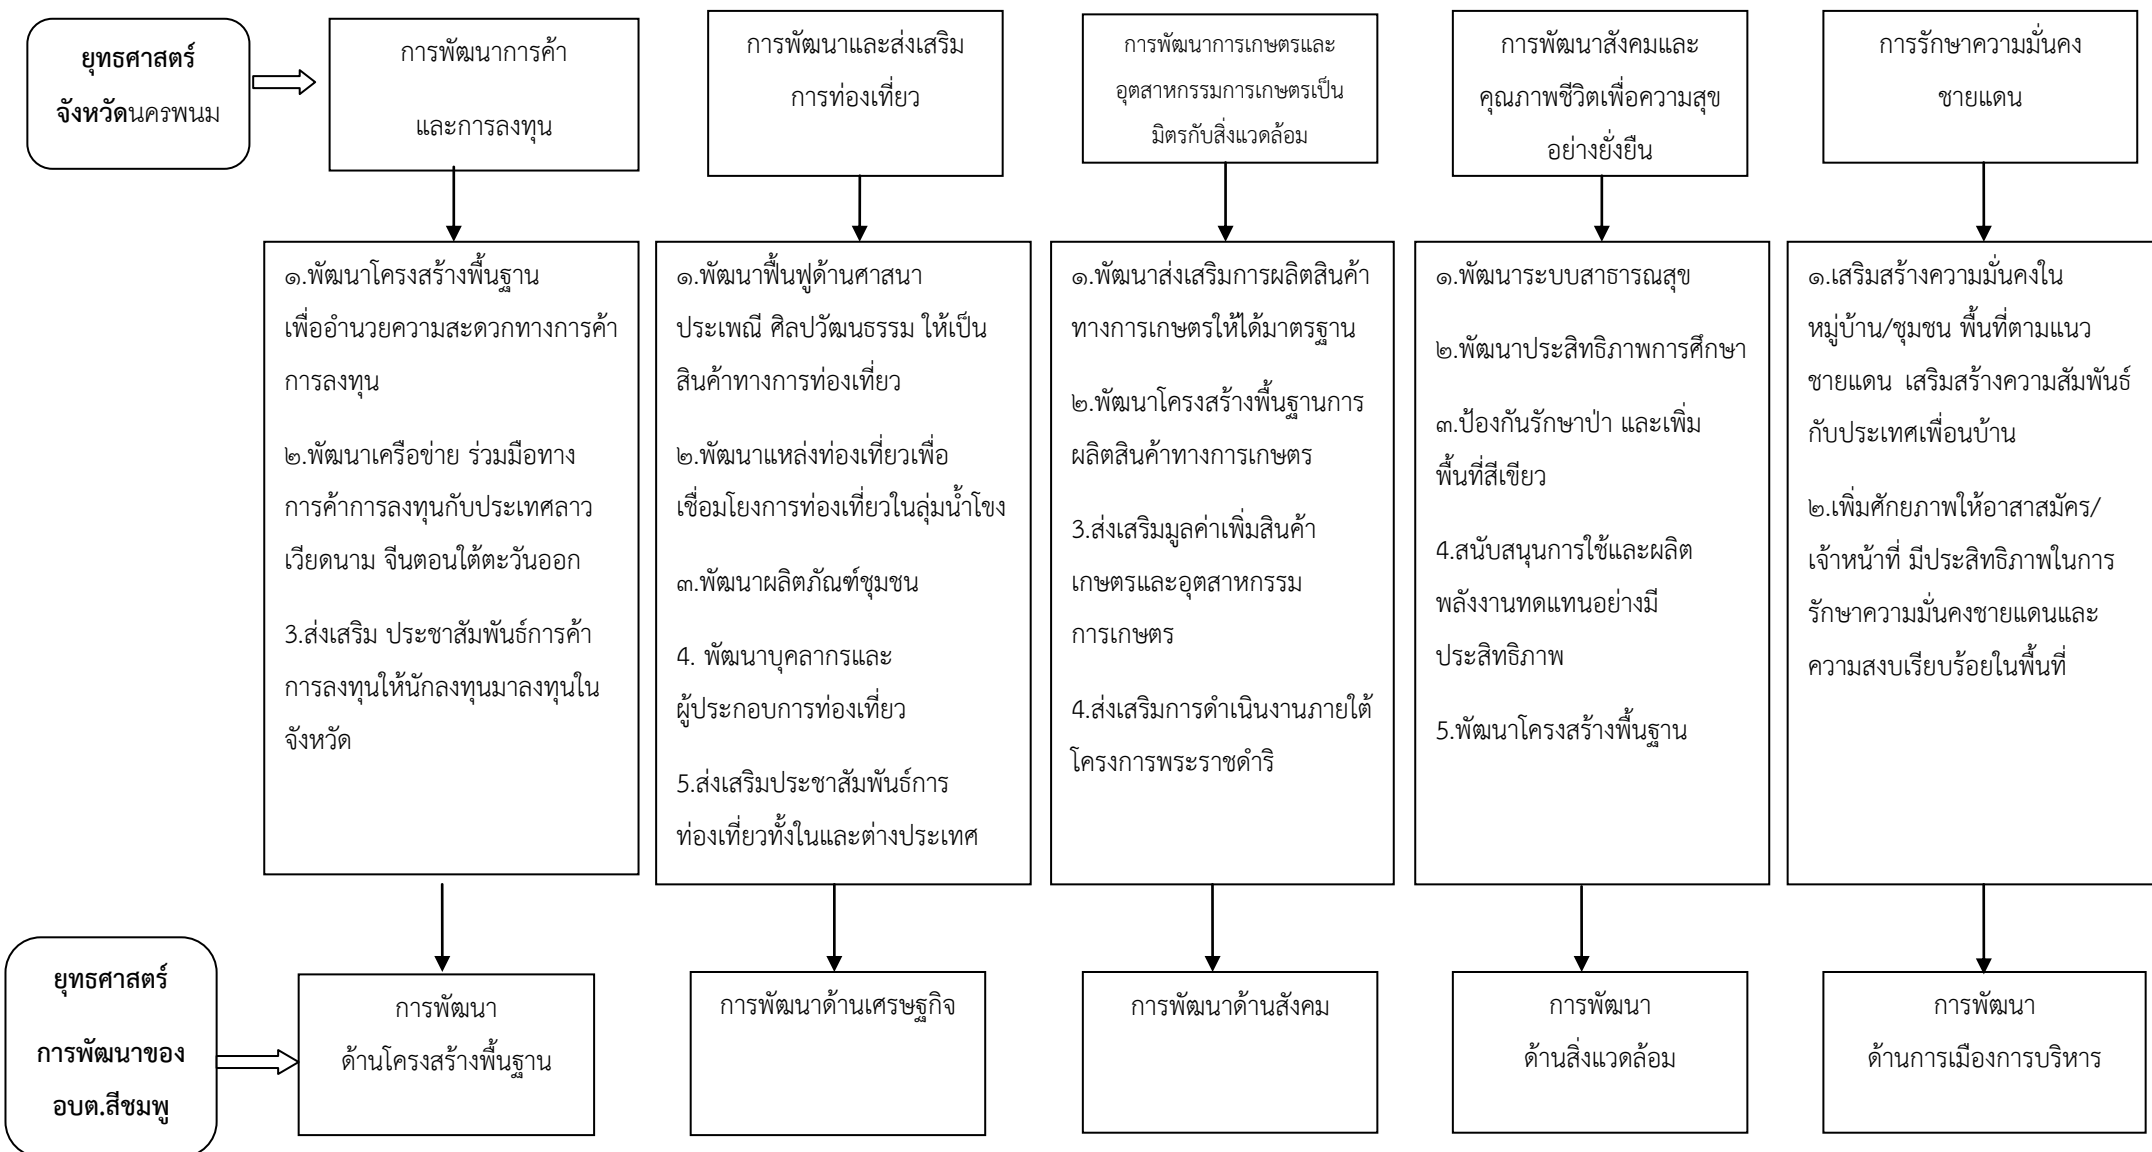 ยุทธศาสตร์
จังหวัดนครพนม
การพัฒนาการค้า
และการลงทุน
การพัฒนาและส่งเสริม
การท่องเที่ยว
การพัฒนาการเกษตรและ
อุตสาหกรรมการเกษตรเป็น
มิตรกับสิ่งแวดล้อม
การพัฒนาสังคมและ
คุณภาพชีวิตเพื่อความสุข
อย่างยั่งยืน
การรักษาความมั่นคง
ชายแดน
๑.พัฒนาโครงสร้างพื้นฐาน
เพื่ออำนวยความสะดวกทางการค้า
การลงทุน
๒.พัฒนาเครือข่าย ร่วมมือทาง
การค้าการลงทุนกับประเทศลาว
เวียดนาม จีนตอนใต้ตะวันออก
3.ส่งเสริม ประชาสัมพันธ์การค้า
การลงทุนให้นักลงทุนมาลงทุนใน
จังหวัด
๑.พัฒนาฟื้นฟูด้านศาสนา
ประเพณี ศิลปวัฒนธรรม ให้เป็น
สินค้าทางการท่องเที่ยว
๒.พัฒนาแหล่งท่องเที่ยวเพื่อ
เชื่อมโยงการท่องเที่ยวในลุ่มน้ำโขง
๓.พัฒนาผลิตภัณฑ์ชุมชน
4. พัฒนาบุคลากรและ
ผู้ประกอบการท่องเที่ยว
5.ส่งเสริมประชาสัมพันธ์การ
ท่องเที่ยวทั้งในและต่างประเทศ
๑.พัฒนาส่งเสริมการผลิตสินค้า
ทางการเกษตรให้ได้มาตรฐาน
๒.พัฒนาโครงสร้างพื้นฐานการ
ผลิตสินค้าทางการเกษตร
3.ส่งเสริมมูลค่าเพิ่มสินค้า
เกษตรและอุตสาหกรรม
การเกษตร
4.ส่งเสริมการดำเนินงานภายใต้
โครงการพระราชดำริ
๑.พัฒนาระบบสาธารณสุข
๒.พัฒนาประสิทธิภาพการศึกษา
๓.ป้องกันรักษาป่า และเพิ่ม
พื้นที่สีเขียว
4.สนับสนุนการใช้และผลิต
พลังงานทดแทนอย่างมี
ประสิทธิภาพ
5.พัฒนาโครงสร้างพื้นฐาน
๑.เสริมสร้างความมั่นคงใน
หมู่บ้าน/ชุมชน พื้นที่ตามแนว
ชายแดน เสริมสร้างความสัมพันธ์
กับประเทศเพื่อนบ้าน
๒.เพิ่มศักยภาพให้อาสาสมัคร/
เจ้าหน้าที่ มีประสิทธิภาพในการ
รักษาความมั่นคงชายแดนและ
ความสงบเรียบร้อยในพื้นที่
ยุทธศาสตร์
การพัฒนาของ
อบต.สีชมพู
การพัฒนา
ด้านโครงสร้างพื้นฐาน
การพัฒนาด้านเศรษฐกิจ
การพัฒนาด้านสังคม
การพัฒนา
ด้านสิ่งแวดล้อม
การพัฒนา
ด้านการเมืองการบริหาร